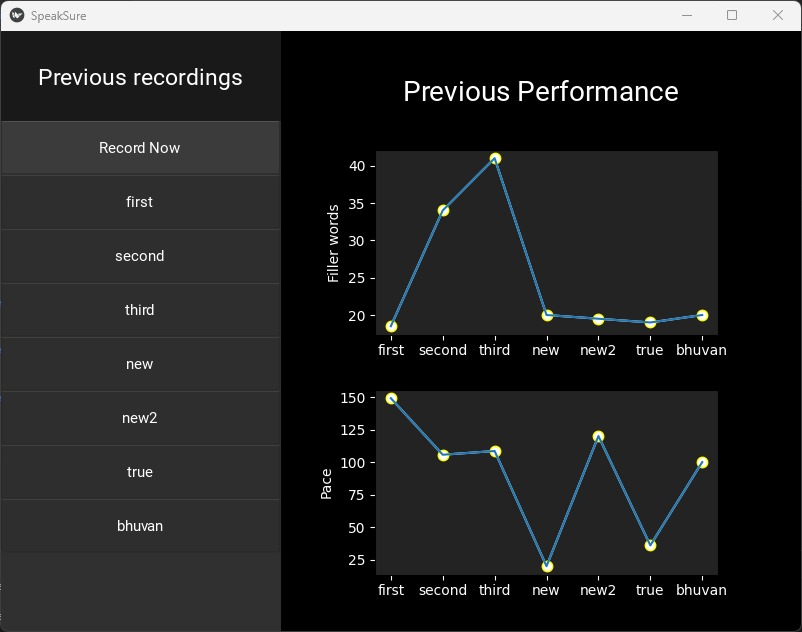 SpeakSure
Previous recordings
Record Now
first
second
third
new
new2
true
bhuvan
Previous Performance
Filler words
40
35
30
25
20
first second third new new2 true bhuvan
Pace
150
125
100
75
50
25
first second third new new2 true bhuvan